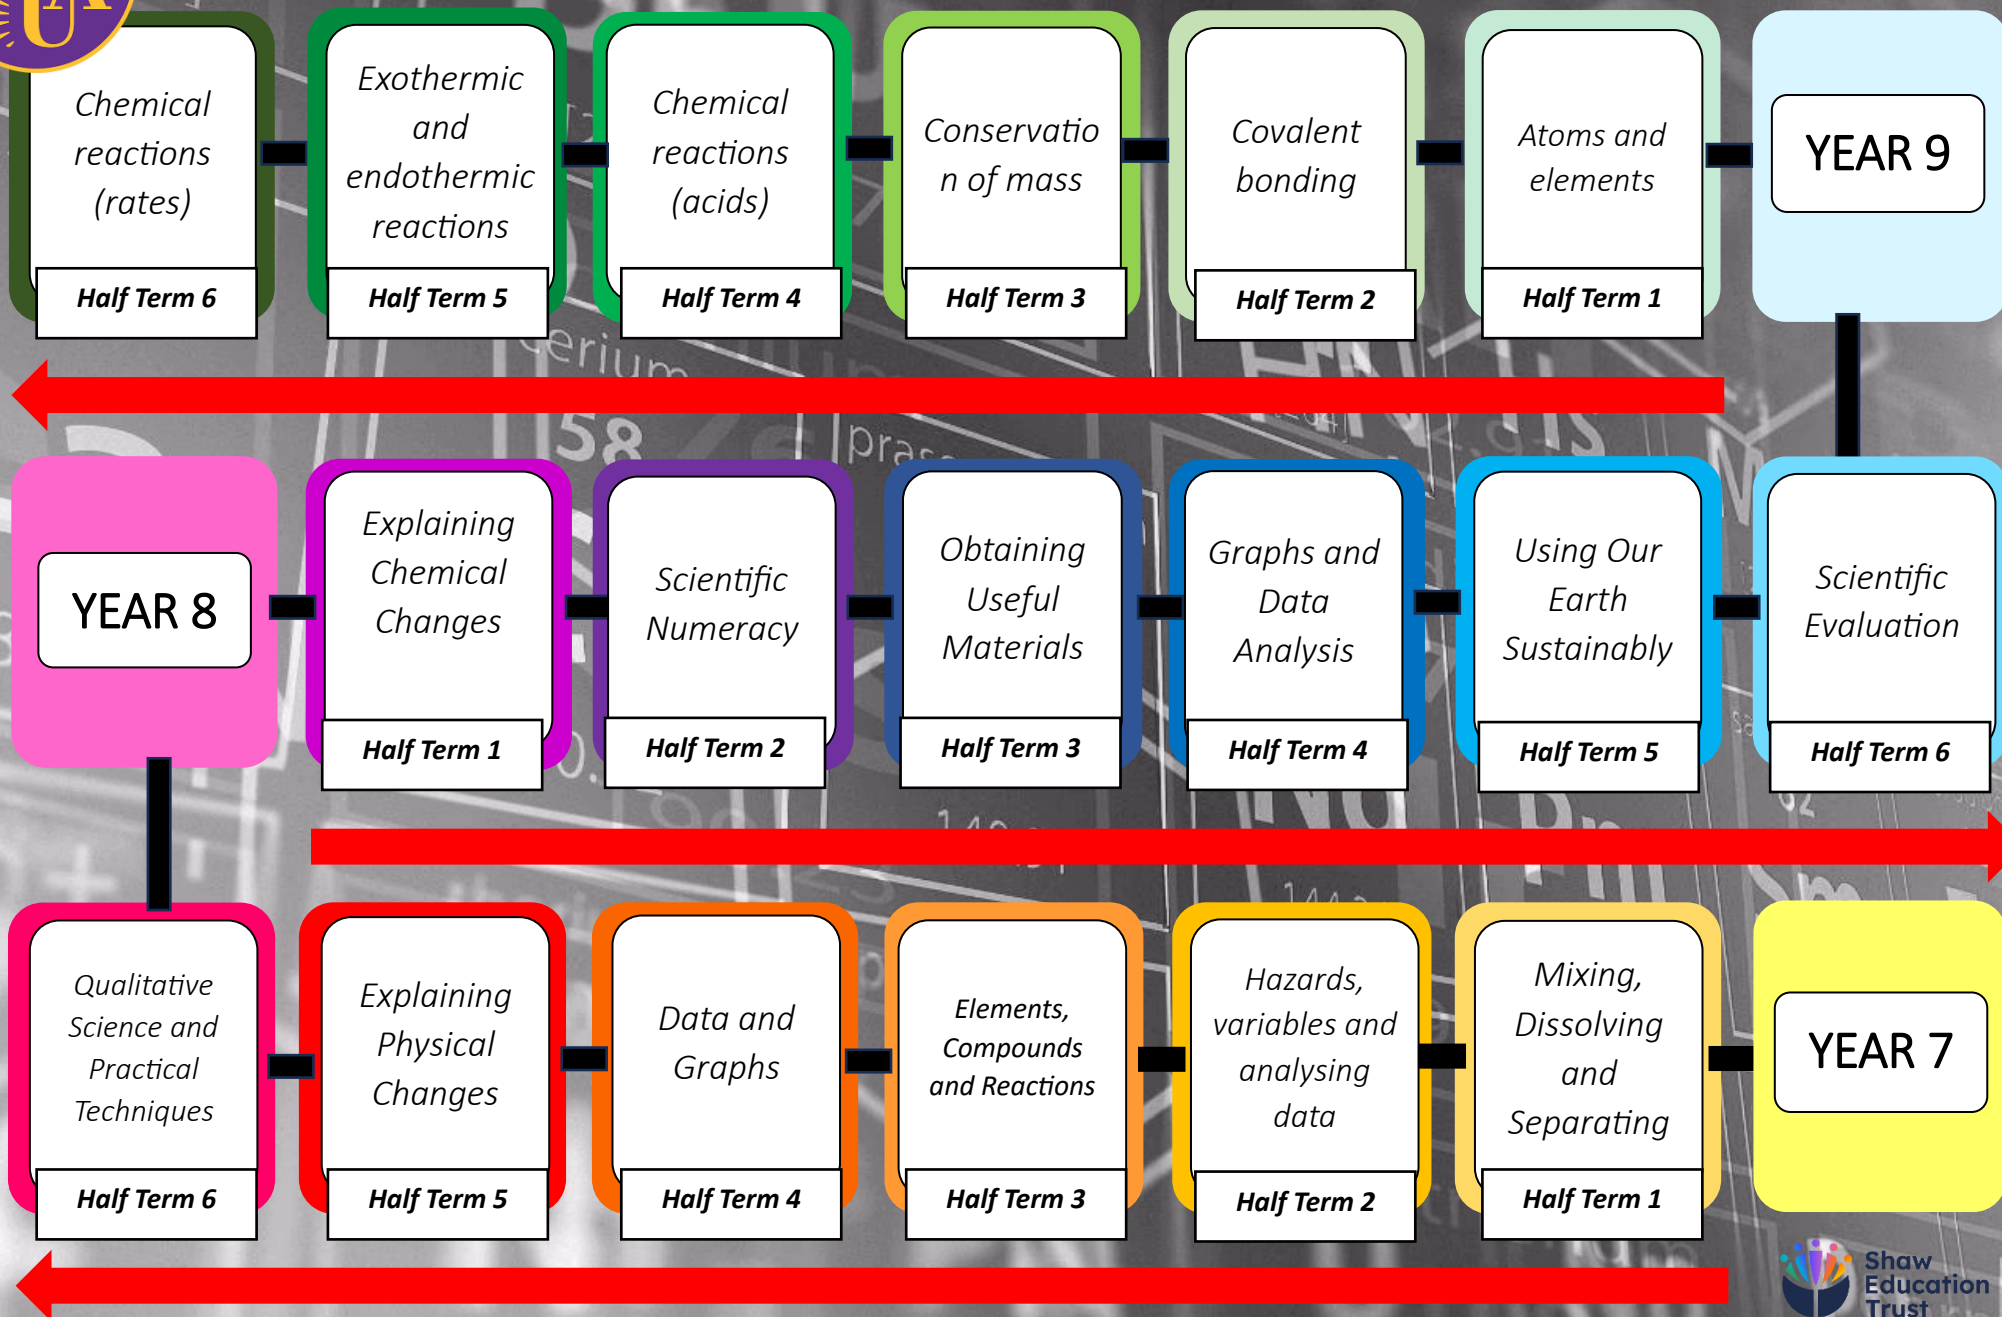 UA
Chemical
reactions
(rates)
Half Term 6
Exothermic
and
endothermic
reactions
Half Term 5
Chemical
reactions
(acids)
Half Term 4
Conservatio
n of mass
Half Term 3
Covalent
bonding
Half Term 2
Atoms and
elements
Half Term 1
YEAR 9
cerium
58
YEAR 8
Explaining
Chemical
Changes
Half Term 1
Scientific
Numeracy
Half Term 2
Obtaining
Useful
Materials
Half Term 3
Graphs and
Data
Analysis
Half Term 4
Using Our
Earth
Sustainably
Half Term 5
Scientific
Evaluation
Half Term 6
Qualitative
Science and
Practical
Techniques
Half Term 6
Explaining
Physical
Changes
Half Term 5
Data and
Graphs
Half Term 4
Elements,
Compounds
and Reactions
Half Term 3
Hazards,
variables and
analysing
data
Half Term 2
Mixing,
Dissolving
and
Separating
Half Term 1
YEAR 7
Shaw
Education
Trust